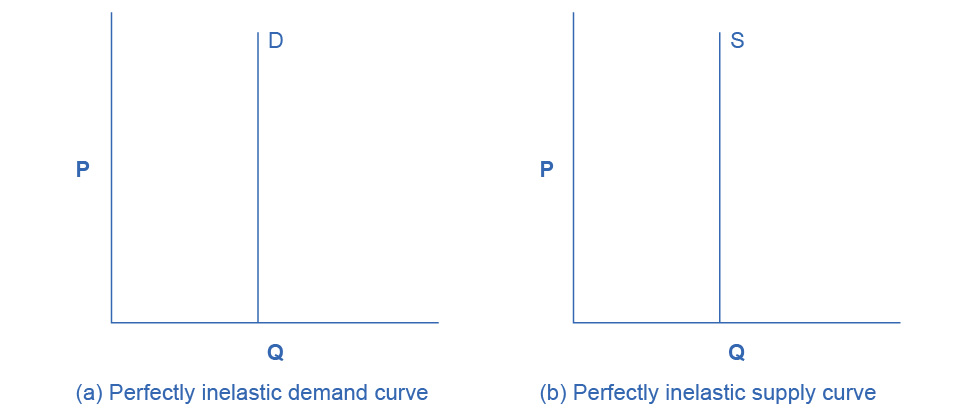 D
P
Q
(a) Perfectly inelastic demand curve
S
P
Q
(b) Perfectly inelastic supply curve